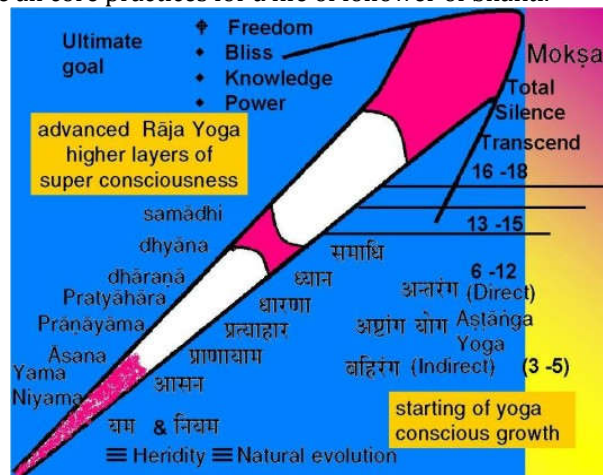 Ultimate
goal
Freedom
Bliss
Knowledge
Power
Mokṣa
Total
Silence
Transcend
advanced Rāja Yoga
higher layers of
super consciousness
16 -18
13 -15
samādhi
dhyāna
dhāraṇā
Pratyāhāra
Prāṇāyāma
Āsana
Yama
Niyama
समाधि
ध्यान
धारणा
प्रत्याहार
प्राणायाम
आसन
यम & नियम
6 -12
अन्तरंग (Direct)
अष्टांग योग Aṣṭāṅga
Yoga
बहिरंग (Indirect) (3 -5)
starting of yoga
conscious growth
Heridity Natural evolution